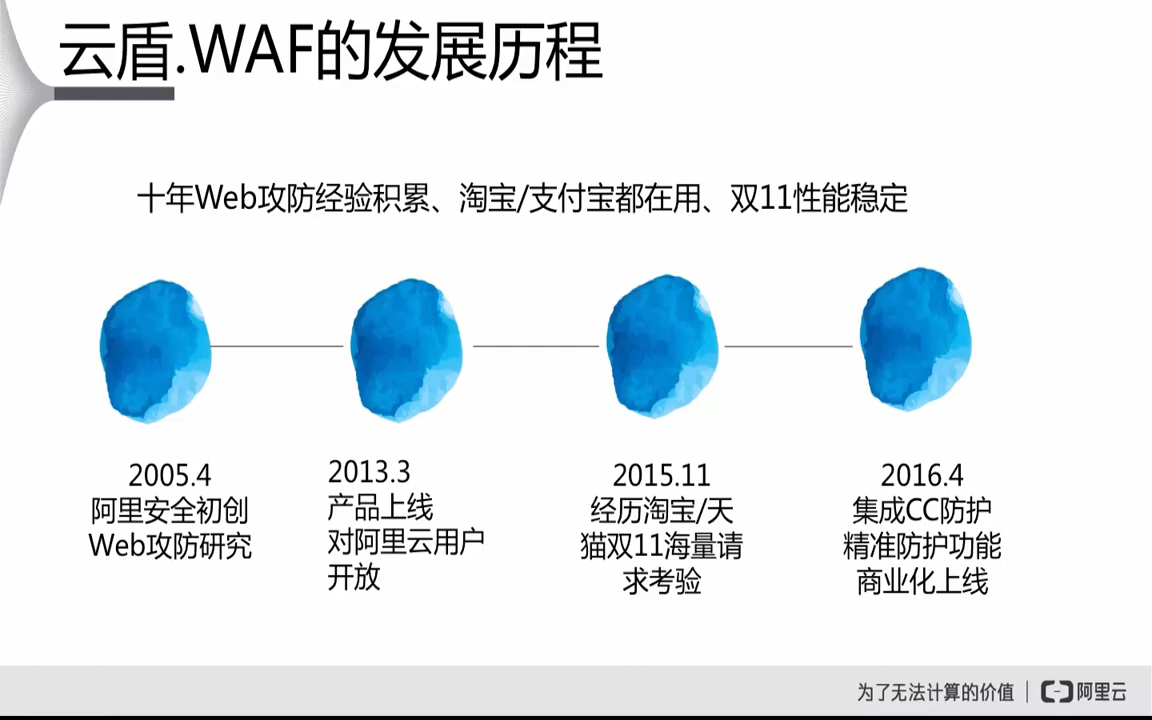 云盾.WAF的发展历程
十年Web攻防经验积累、淘宝/支付宝都在用、双11性能稳定
2005.4
阿里安全初创
Web攻防研究
2013.3
产品上线
对阿里云用户
开放
2015.11
经历淘宝/天
猫双11海量请
求考验
2016.4
集成CC防护
精准防护功能
商业化上线
为了无法计算的价值 | 阿里云